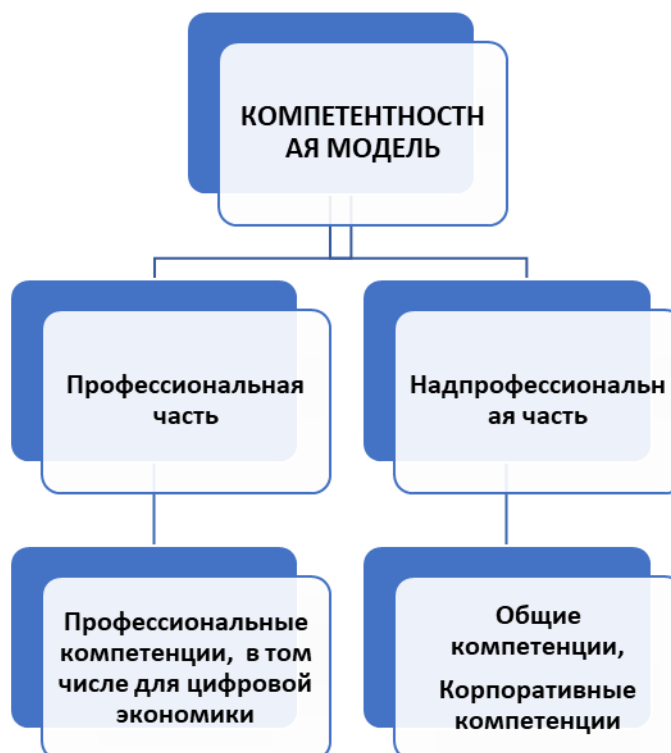 КОМПЕТЕНТНОСТН
АЯ МОДЕЛЬ
Профессиональная
часть
Надпрофессиональн
ая часть
Профессиональные
компетенции, в том
числе для цифровой
экономики
Общие
компетенции,
Корпоративные
компетенции